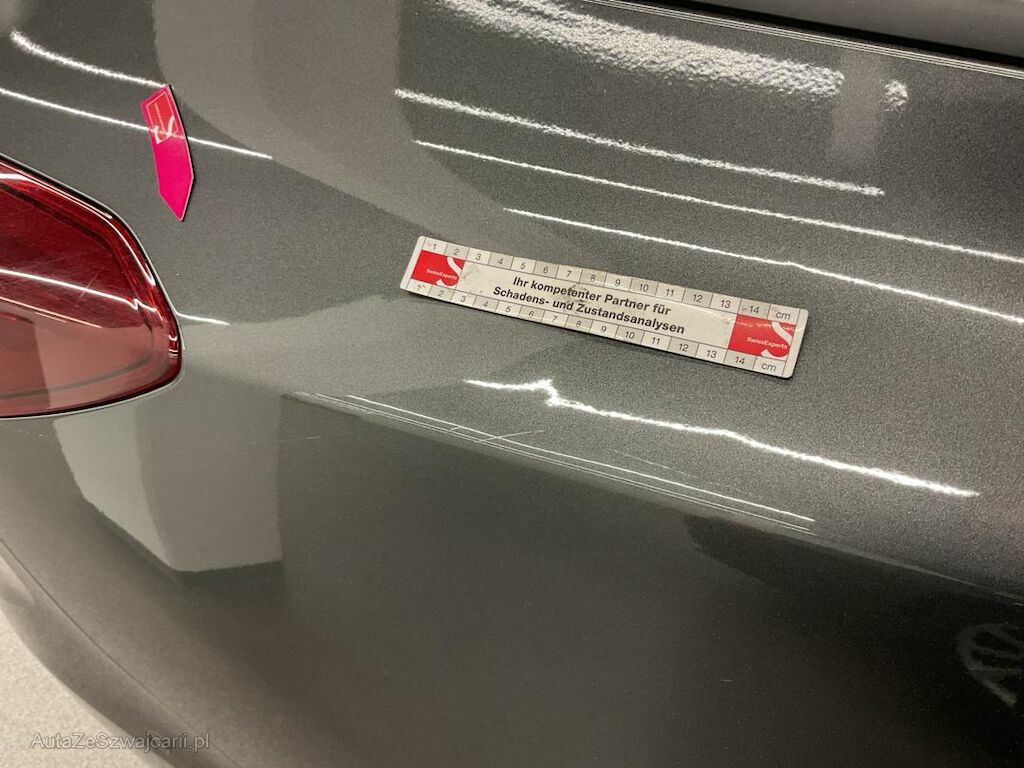 1 2 3 4 5 6 7 8 9 10 11 12 13 14 cm
SwissExperts
Ihr kompetenter Partner für
Schadens- und Zustandsanalysen
SwissExperts
1 2 3 4 5 6 7 8 9 10 11 12 13 14 cm
AutaZeSzwajcarii.pl